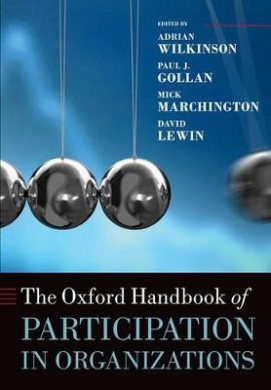 EDITED BY
ADRIAN
WILKINSON
PAUL J.
GOLLAN
MICK
MARCHINGTON
DAVID
LEWIN
The Oxford Handbook of
PARTICIPATION
IN ORGANIZATIONS